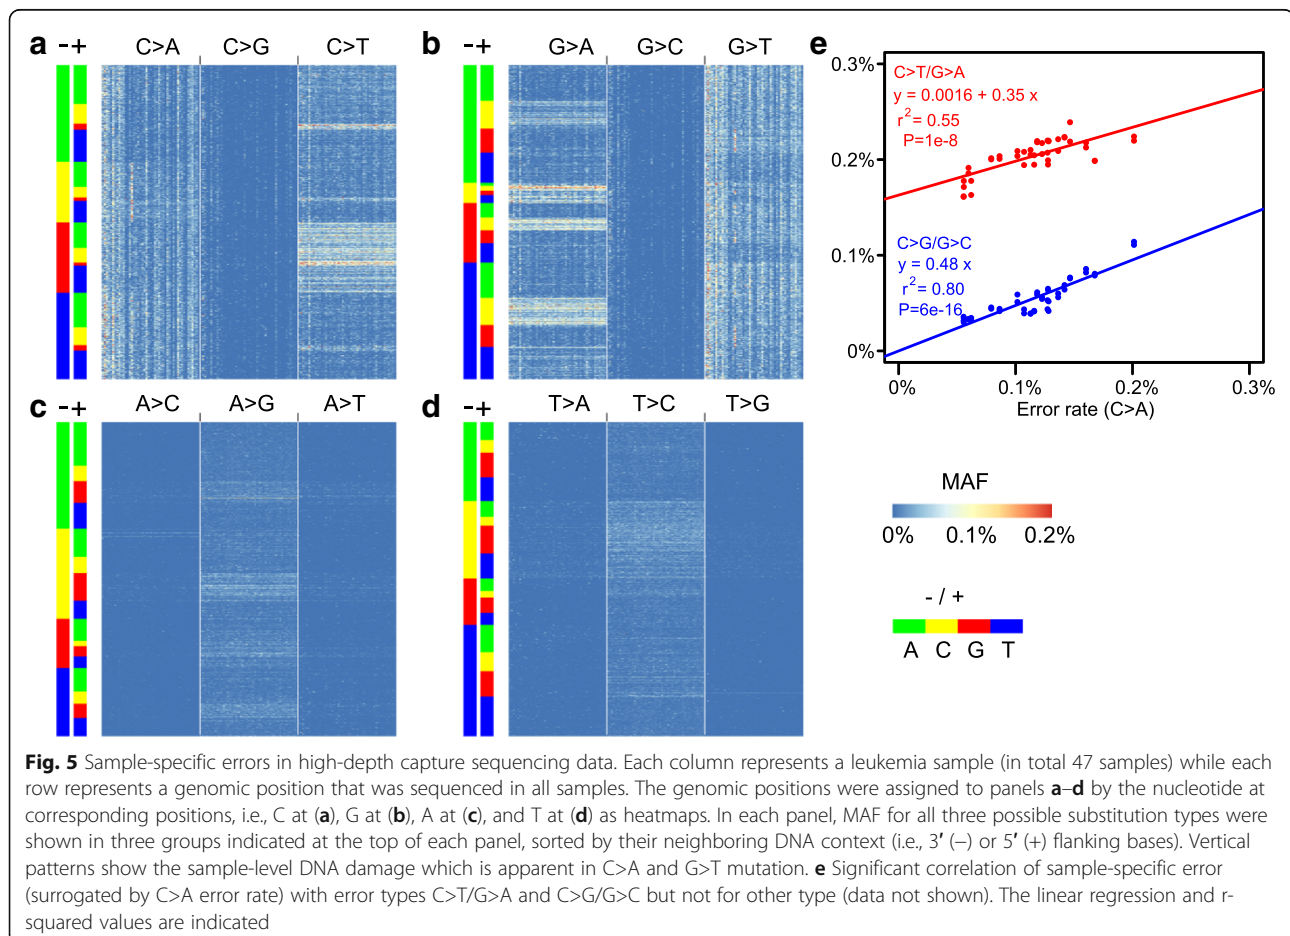 a -+ C>A C>G C>T
b -+ G>A G>C G>T
e
0.3%
0.2%
0.1%
0%
C>T/G>A
y = 0.0016 + 0.35 x
r2 = 0.55
P=1e-8
C>G/G>C
y = 0.48 x
r2 = 0.80
P=6e-16
0% 0.1% 0.2% 0.3%
Error rate (C>A)
c -+ A>C A>G A>T
d -+ T>A T>C T>G
MAF
0% 0.1% 0.2%
- / +
A C G T
Fig. 5 Sample-specific errors in high-depth capture sequencing data. Each column represents a leukemia sample (in total 47 samples) while each
row represents a genomic position that was sequenced in all samples. The genomic positions were assigned to panels a–d by the nucleotide at
corresponding positions, i.e., C at (a), G at (b), A at (c), and T at (d) as heatmaps. In each panel, MAF for all three possible substitution types were
shown in three groups indicated at the top of each panel, sorted by their neighboring DNA context (i.e., 3′ (−) or 5′ (+) flanking bases). Vertical
patterns show the sample-level DNA damage which is apparent in C>A and G>T mutation. e Significant correlation of sample-specific error
(surrogated by C>A error rate) with error types C>T/G>A and C>G/G>C but not for other type (data not shown). The linear regression and r-
squared values are indicated